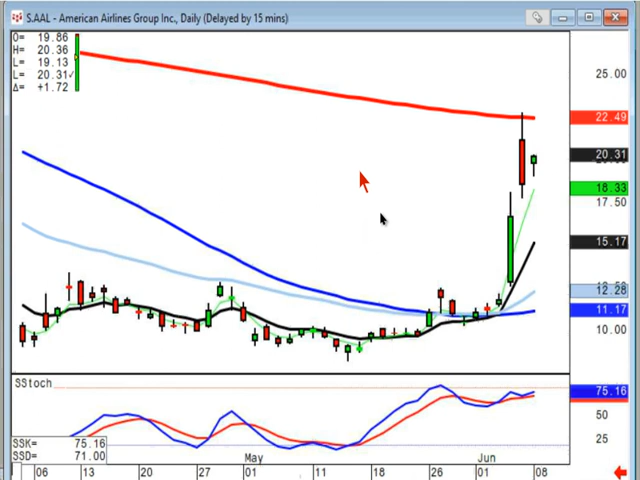 S.AAL - American Airlines Group Inc., Daily (Delayed by 15 mins)
O= 19.86
H= 20.36
L= 19.13
L= 20.31✓
Δ= +1.72
25.00
22.49
20.31
18.33
17.50
15.17
12.28
11.17
10.00
SStoch
75.16
50
25
SSK= 75.16
SSD= 71.00
May
Jun
06
13
20
27
04
11
18
26
01
08